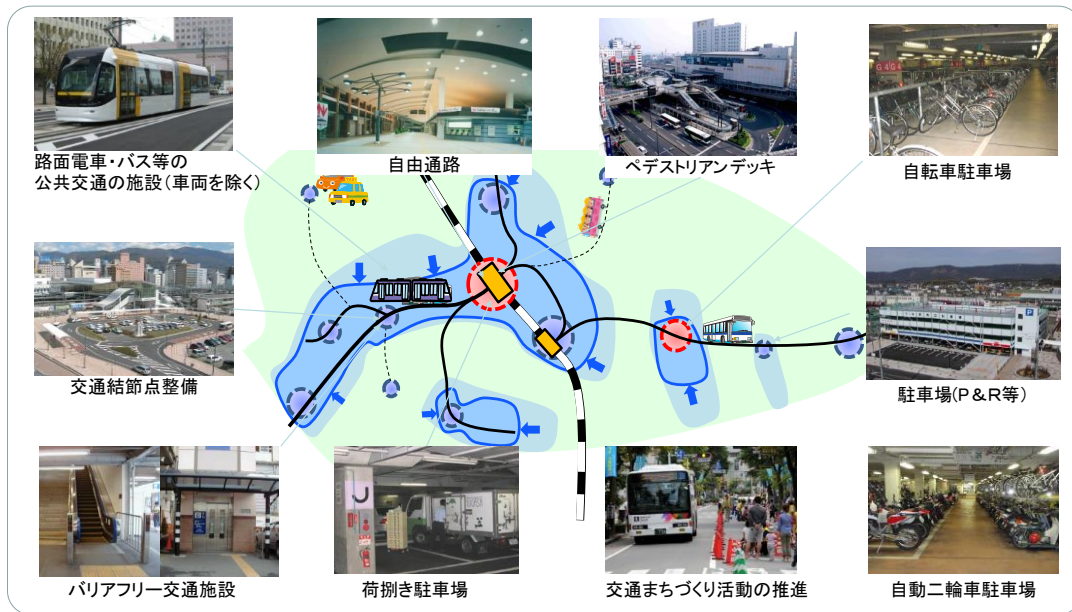 路面電車・バス等の
公共交通の施設(車両を除く)
自由通路
ペデストリアンデッキ
G4 G4
自転車駐車場
交通結節点整備
P
駐車場(P&R等)
バリアフリー交通施設
荷捌き駐車場
交通まちづくり活動の推進
自動二輪車駐車場